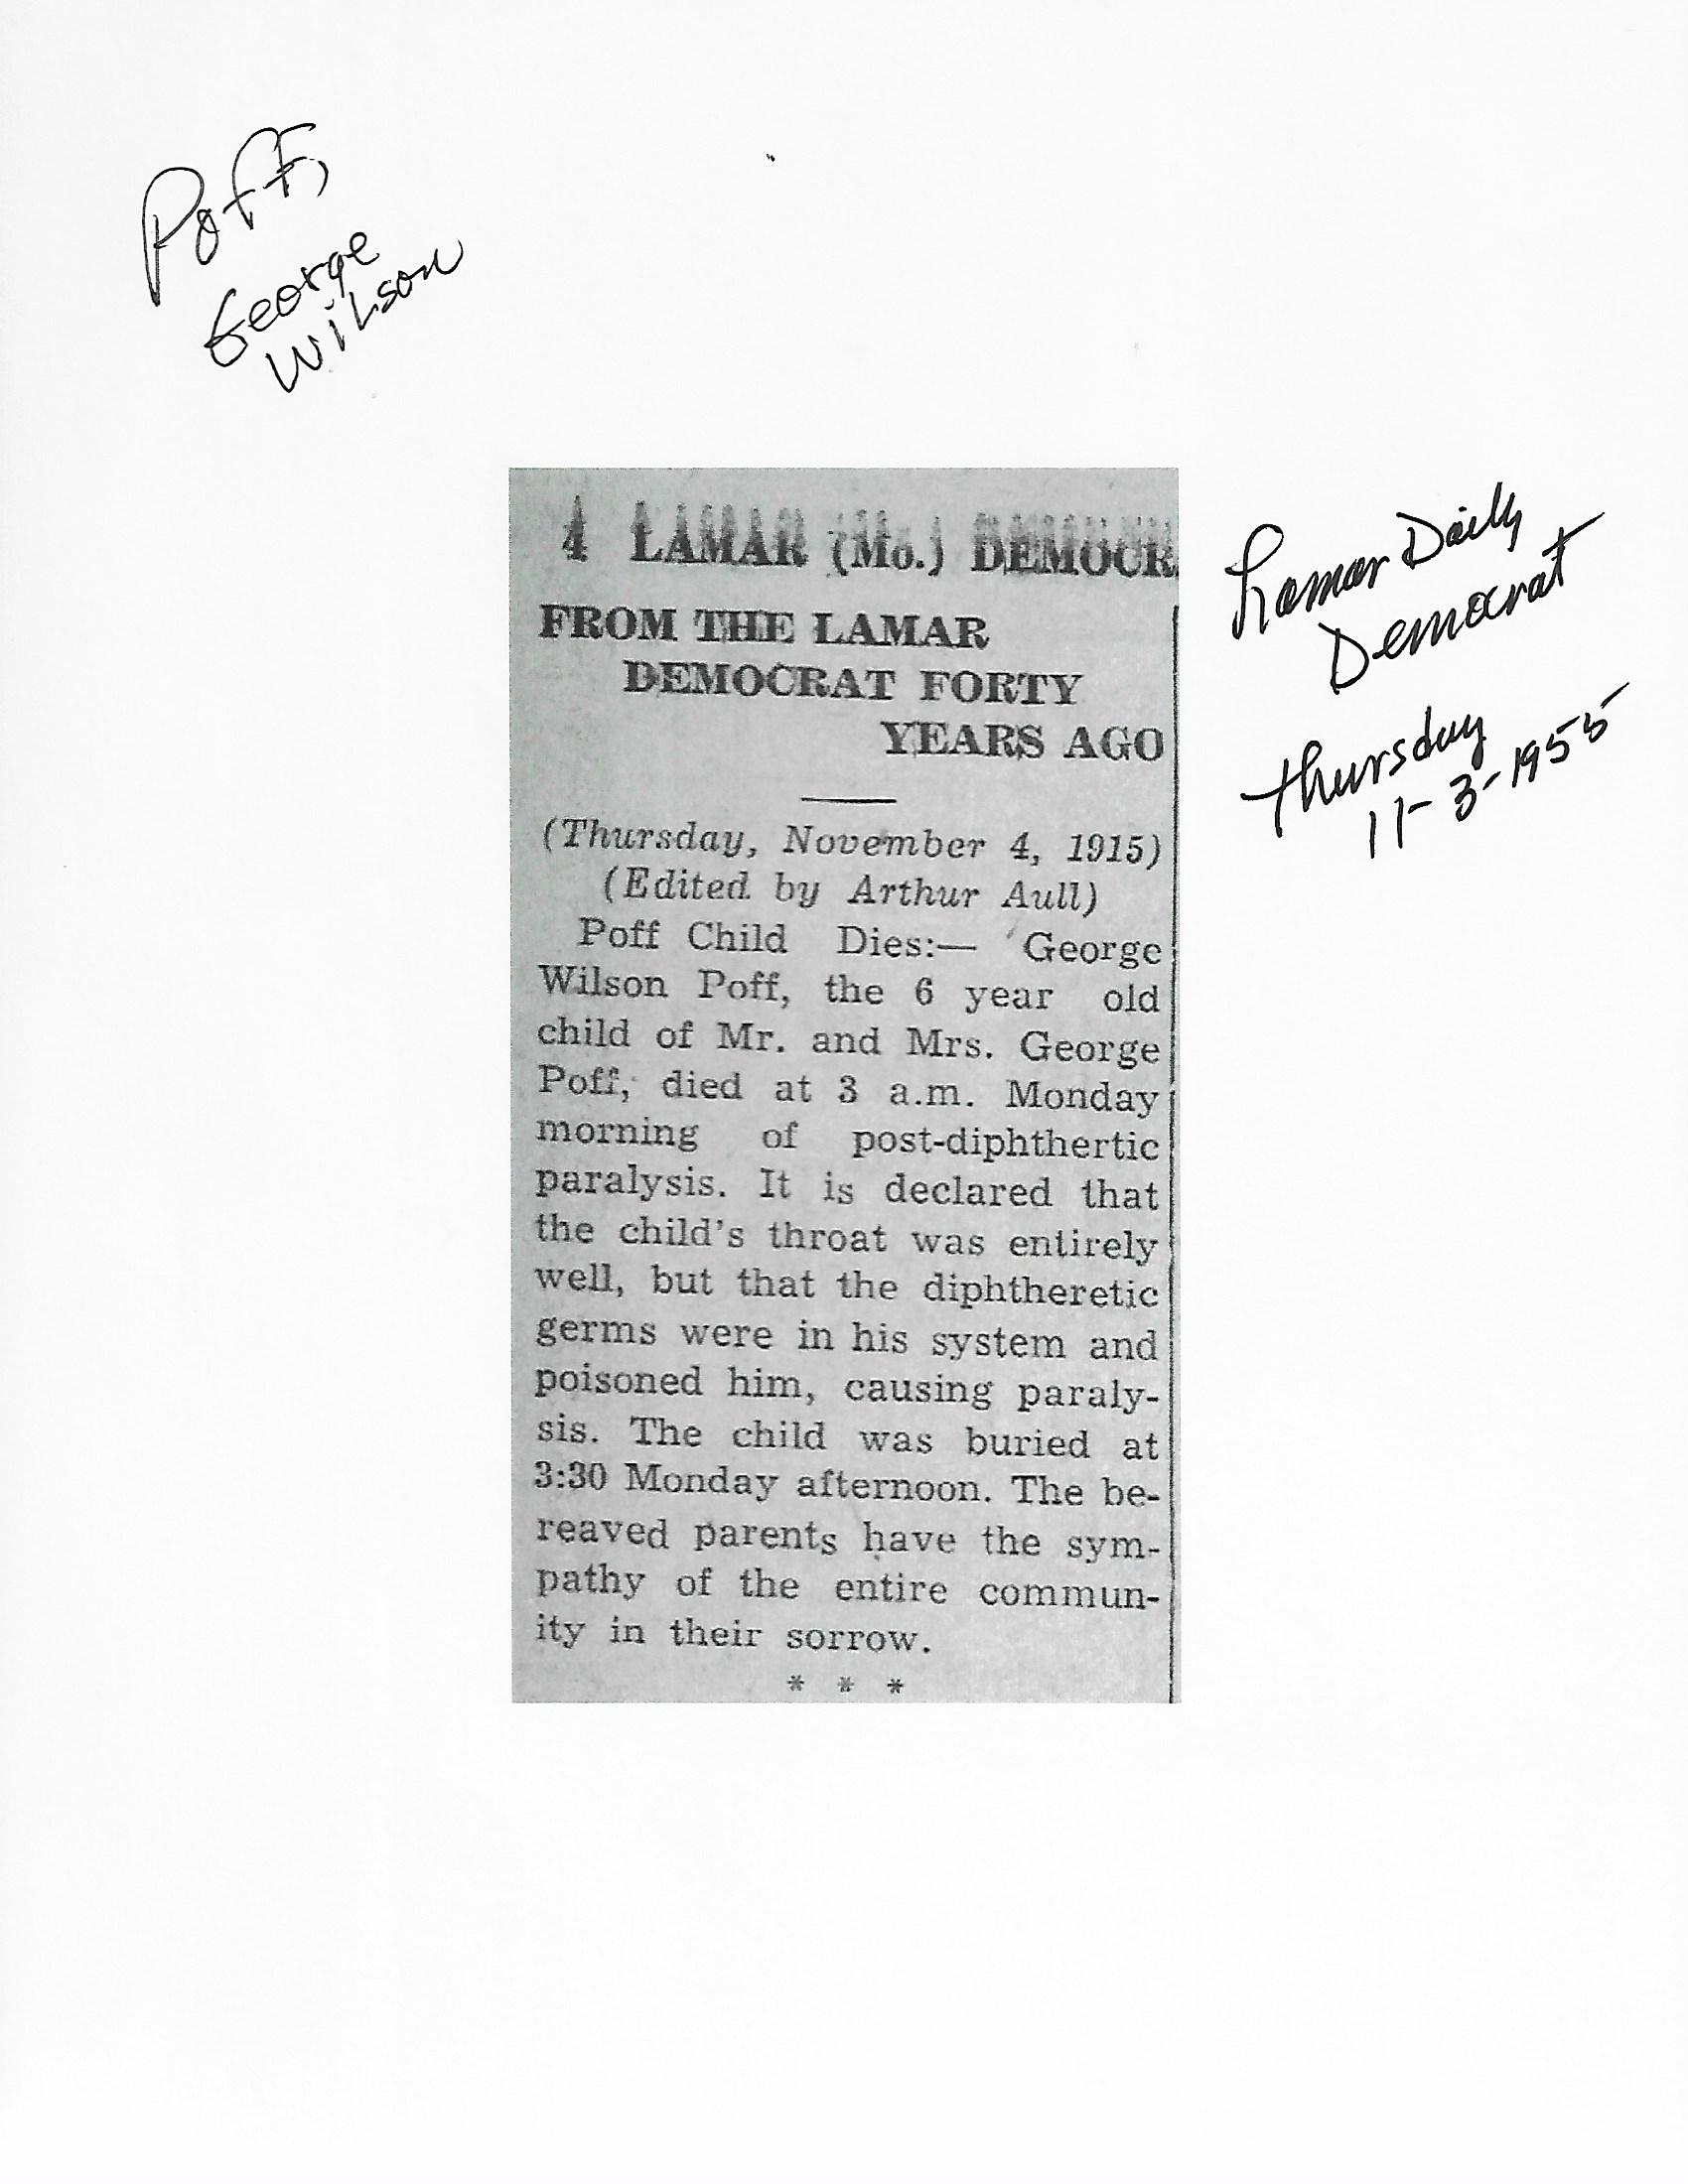 Poff,
George
Wilson
4 LAMAR (Mo.) DEMOCR
FROM THE LAMAR
DEMOCRAT FORTY
YEARS AGO
(Thursday, November 4, 1915)
(Edited by Arthur Aull)
Poff Child Dies:— George
Wilson Poff, the 6 year old
child of Mr. and Mrs. George
Poff, died at 3 a.m. Monday
morning of post-diphthertic
paralysis. It is declared that
the child's throat was entirely
well, but that the diphtheretic
germs were in his system and
poisoned him, causing paraly-
sis. The child was buried at
3:30 Monday afternoon. The be-
reaved parents have the sym-
pathy of the entire commun-
ity in their sorrow.
* * *
Lamar Daily
Democrat
Thursday
11-3-1955